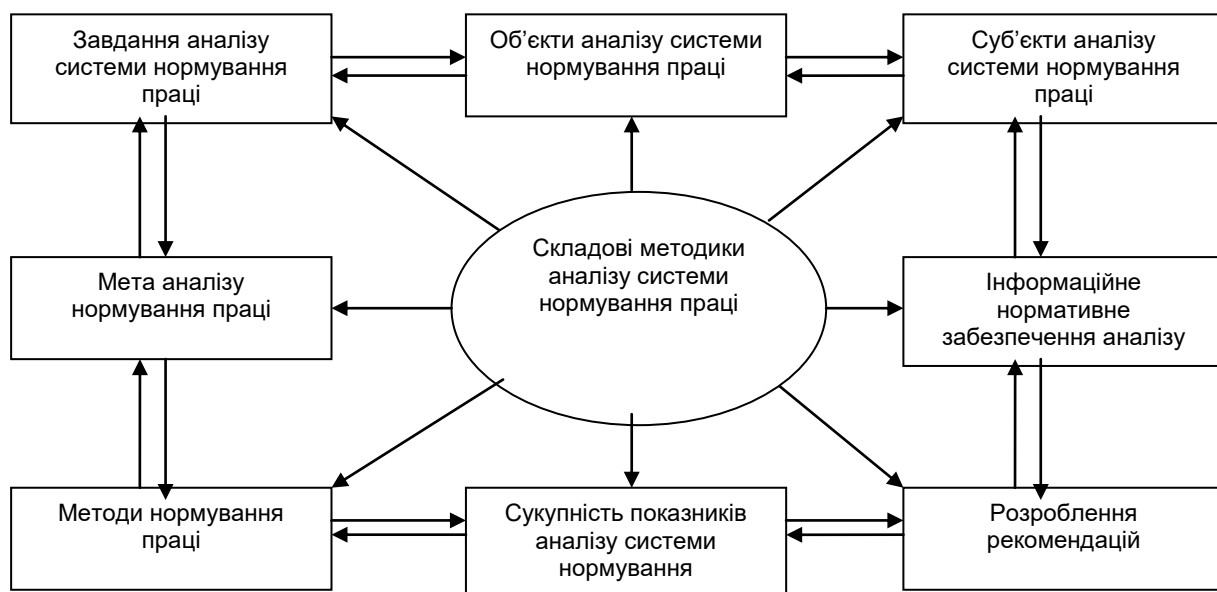 Завдання аналізу
системи нормування
праці
Об’єкти аналізу системи
нормування праці
Суб’єкти аналізу
системи нормування
праці
Складові методики
аналізу системи
нормування праці
Мета аналізу
нормування праці
Інформаційне
нормативне
забезпечення аналізу
Методи нормування
праці
Сукупність показників
аналізу системи
нормування
Розроблення
рекомендацій